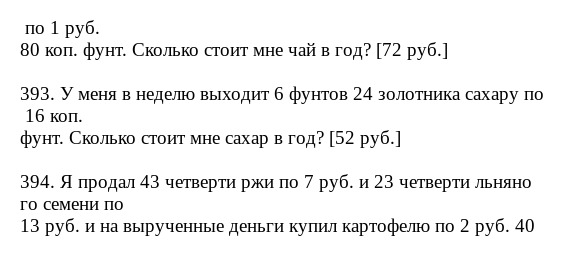 по 1 руб.
80 коп. фунт. Сколько стоит мне чай в год? [72 руб.]
393. У меня в неделю выходит 6 фунтов 24 золотника сахару по
16 коп.
фунт. Сколько стоит мне сахар в год? [52 руб.]
394. Я продал 43 четверти ржи по 7 руб. и 23 четверти льняно
го семени по
13 руб. и на вырученные деньги купил картофелю по 2 руб. 40